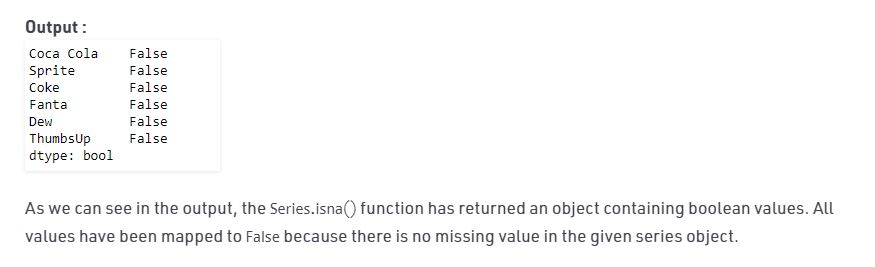 Output :
Coca Cola    False
Sprite       False
Coke         False
Fanta        False
Dew          False
ThumbsUp     False
dtype: bool
As we can see in the output, the Series.isna() function has returned an object containing boolean values. All
values have been mapped to False because there is no missing value in the given series object.